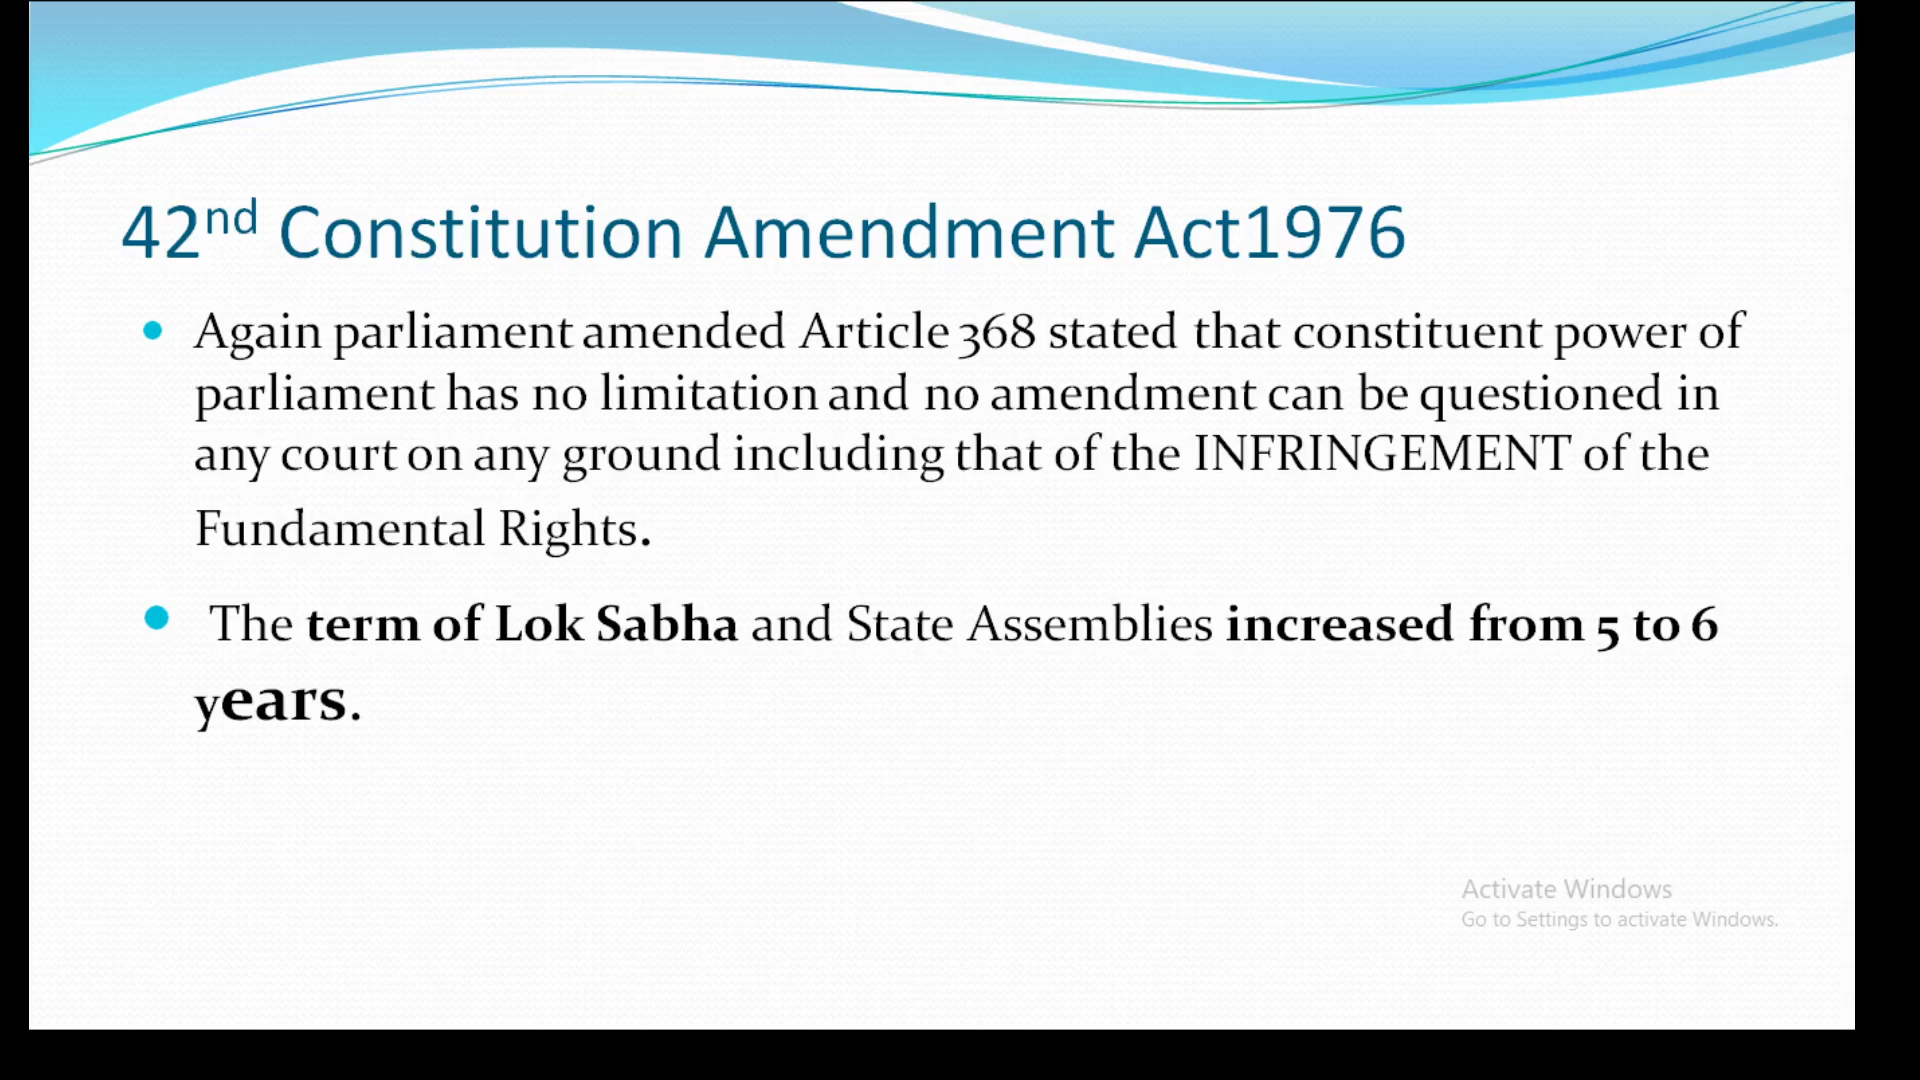 42nd Constitution Amendment Act1976
• Again parliament amended Article 368 stated that constituent power of
parliament has no limitation and no amendment can be questioned in
any court on any ground including that of the INFRINGEMENT of the
Fundamental Rights.
• The term of Lok Sabha and State Assemblies increased from 5 to 6
years.
Activate Windows
Go to Settings to activate Windows.